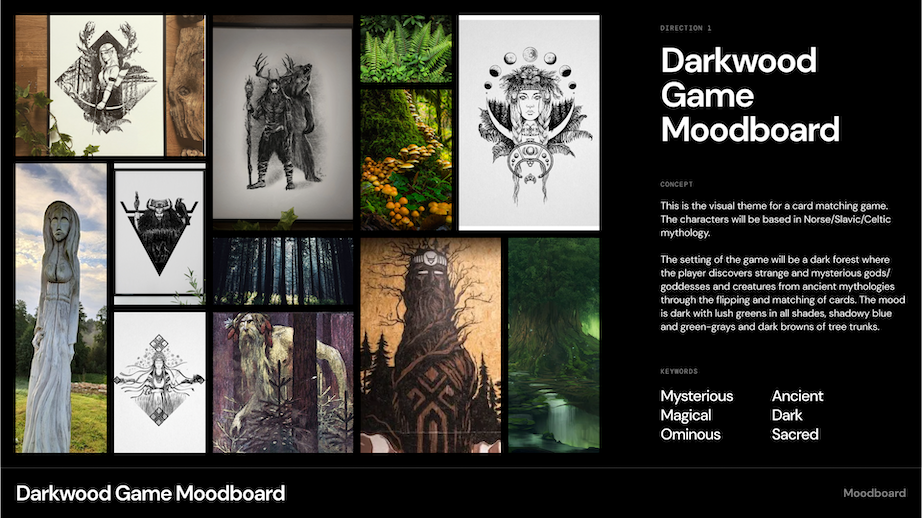 DIRECTION 1
Darkwood
Game
Moodboard
CONCEPT
This is the visual theme for a card matching game.
The characters will be based in Norse/Slavic/Celtic
mythology.
The setting of the game will be a dark forest where
the player discovers strange and mysterious gods/
goddesses and creatures from ancient mythologies
through the flipping and matching of cards. The mood
is dark with lush greens in all shades, shadowy blue
and green-grays and dark browns of tree trunks.
KEYWORDS
Mysterious
Magical
Ominous
Ancient
Dark
Sacred
Darkwood Game Moodboard
Moodboard